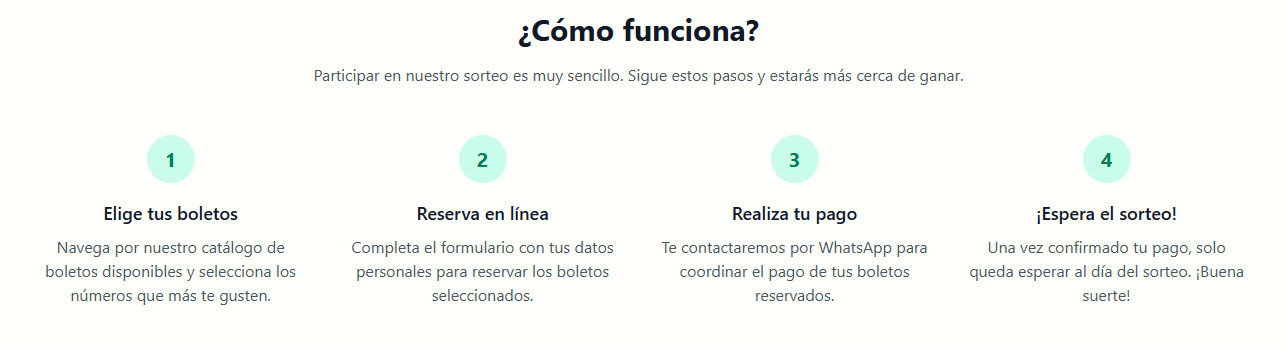 ¿Cómo funciona?
Participar en nuestro sorteo es muy sencillo. Sigue estos pasos y estarás más cerca de ganar.
1
Elige tus boletos
Navega por nuestro catálogo de
boletos disponibles y selecciona los
números que más te gusten.
2
Reserva en línea
Completa el formulario con tus datos
personales para reservar los boletos
seleccionados.
3
Realiza tu pago
Te contactaremos por WhatsApp para
coordinar el pago de tus boletos
reservados.
4
¡Espera el sorteo!
Una vez confirmado tu pago, solo
queda esperar al día del sorteo. ¡Buena
suerte!